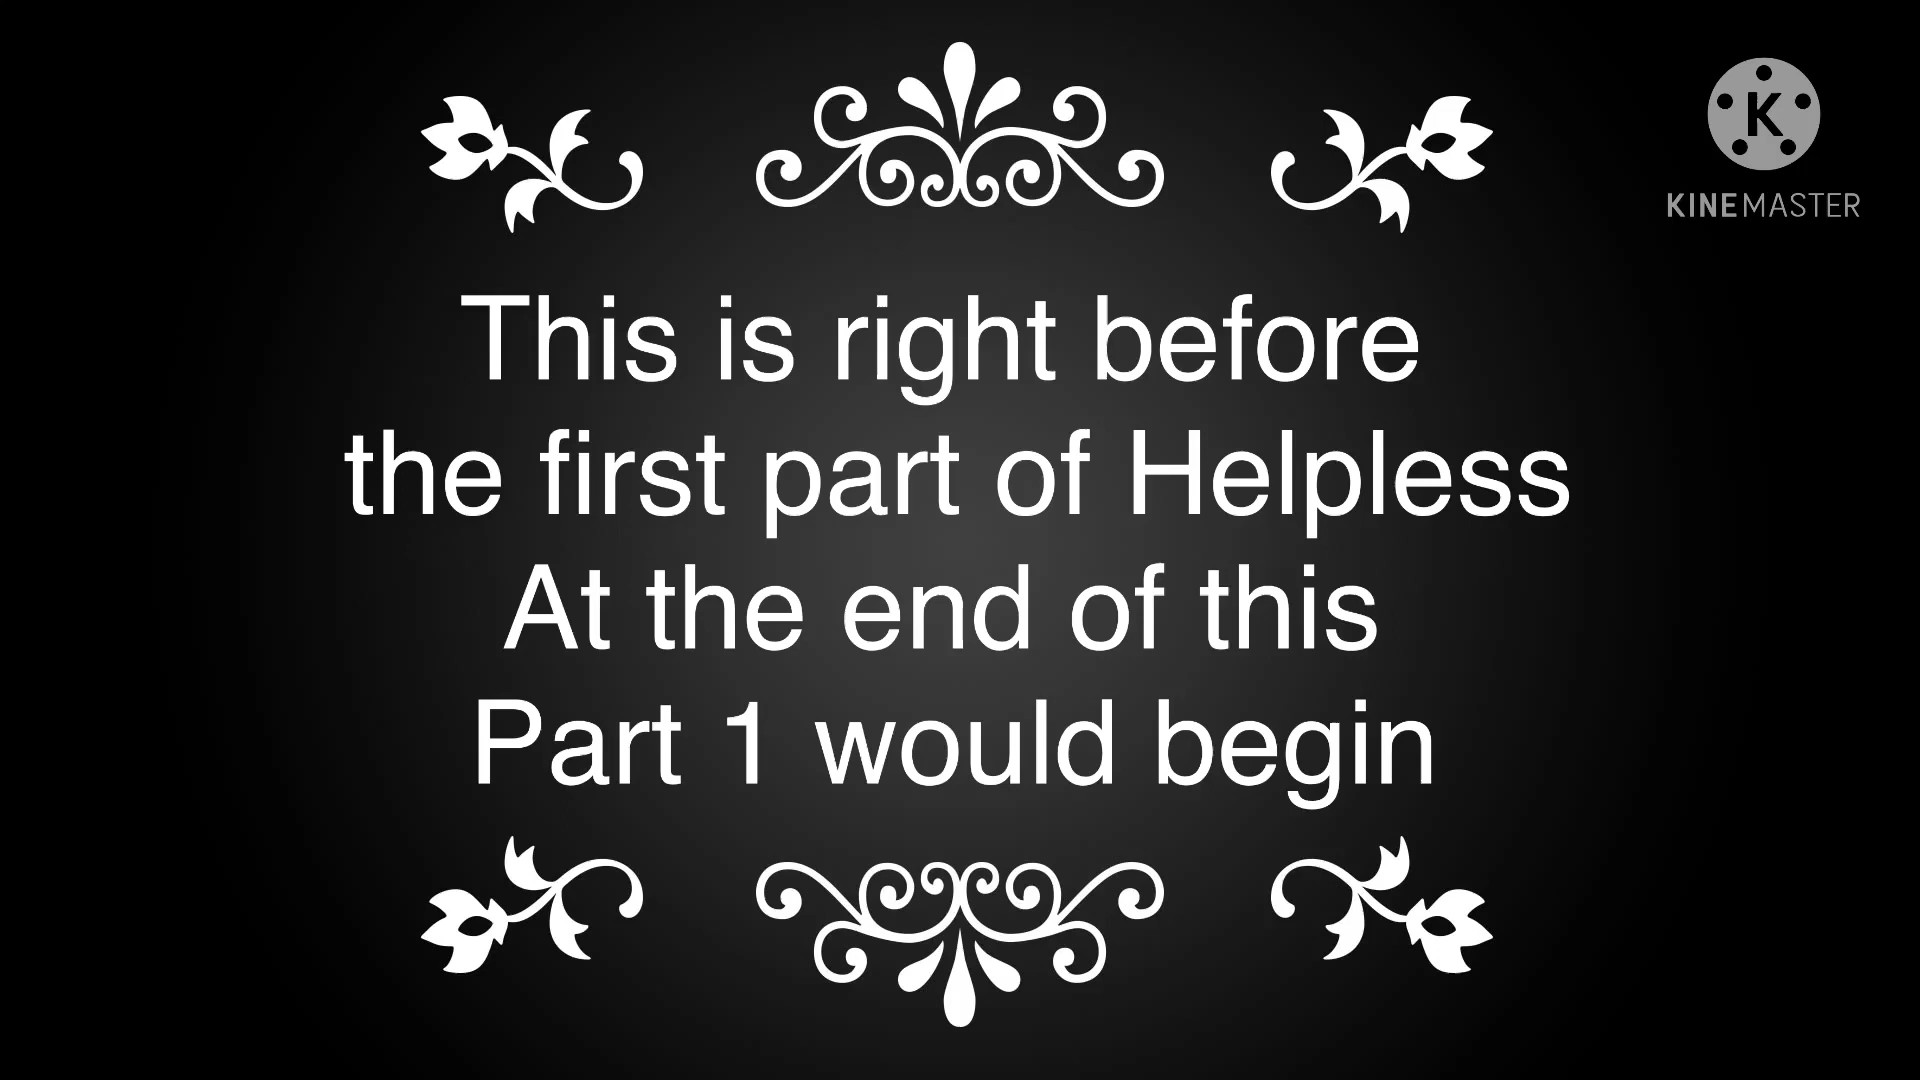 K
KINEMASTER
This is right before
the first part of Helpless
At the end of this
Part 1 would begin